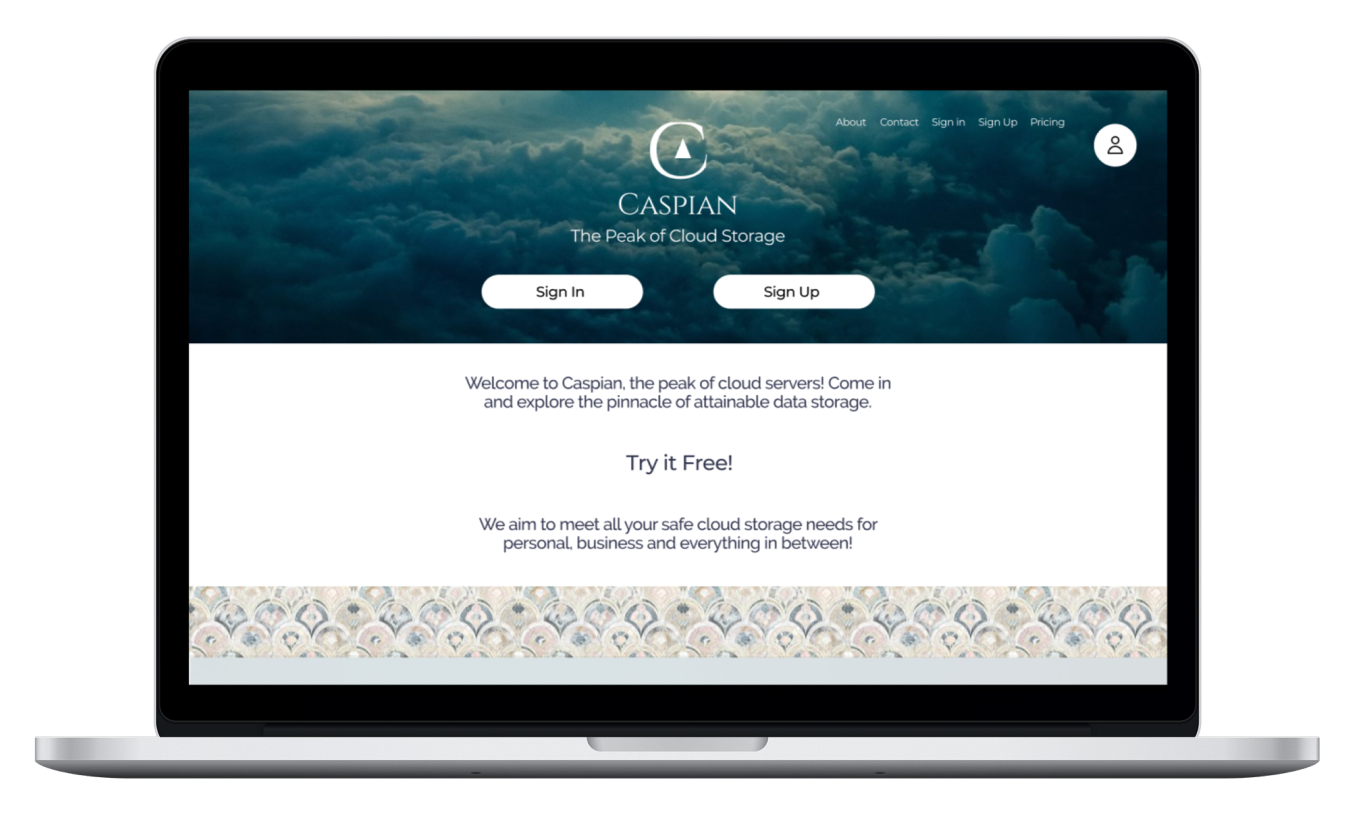 About Contact Sign in Sign Up Pricing
C
CASPIAN
The Peak of Cloud Storage
Sign In Sign Up
Welcome to Caspian, the peak of cloud servers! Come in
and explore the pinnacle of attainable data storage.
Try it Free!
We aim to meet all your safe cloud storage needs for
personal, business and everything in between!